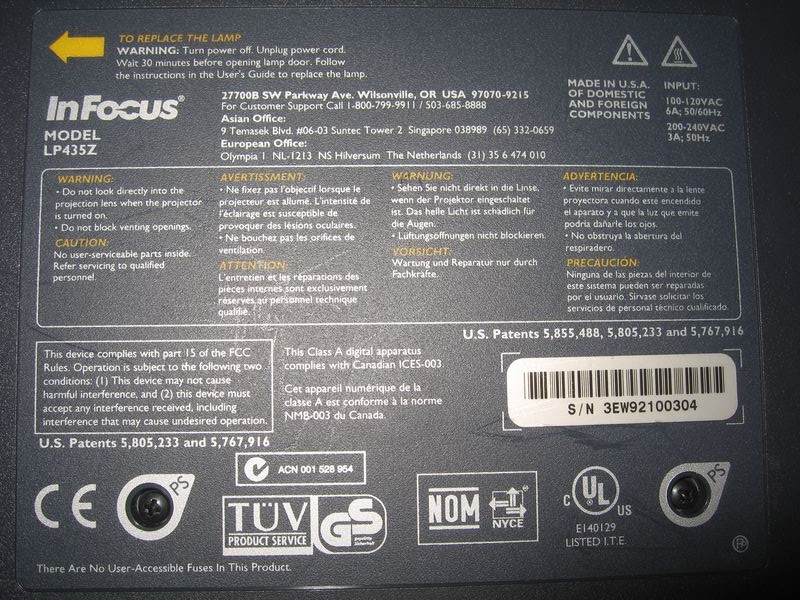 TO REPLACE THE LAMP
WARNING: Turn power off. Unplug power cord.
Wait 30 minutes before opening lamp door. Follow
the instructions in the User's Guide to replace the lamp.
InFocus®
MODEL
LP435Z
27700B SW Parkway Ave. Wilsonville, OR USA 97070-9215
For Customer Support Call 1-800-799-9911 / 503-685-8888
Asian Office:
9 Temasek Blvd. #06-03 Suntec Tower 2 Singapore 038989 (65) 332-0659
European Office:
Olympia 1 NL-1213 NS Hilversum The Netherlands (31) 35 6 474 010
MADE IN U.S.A.
OF DOMESTIC
AND FOREIGN
COMPONENTS
INPUT:
100-120VAC
6A; 50/60Hz
200-240VAC
3A; 50Hz
WARNING:
• Do not look directly into the
projection lens when the projector
is turned on.
• Do not block venting openings.
CAUTION:
No user-serviceable parts inside.
Refer servicing to qualified
personnel.
AVERTISSMENT:
• Ne fixez pas l'objectif lorsque le
projecteur est allumé. L'intensité de
l'éclairage est susceptible de
provoquer des lésions oculaires.
• Ne bouchez pas les orifices de
ventilation.
ATTENTION:
L'entretien et les réparations des
pièces internes sont exclusivement
réservés au personnel technique
qualifié.
WARNUNG:
• Sehen Sie nicht direkt in die Linse,
wenn der Projektor eingeschaltet
ist. Das helle Licht ist schädlich für
die Augen.
• Lüftungsöffnungen nicht blockieren.
VORSICHT:
Wartung und Reparatur nur durch
Fachkräfte.
ADVERTENCIA:
• Evite mirar directamente a la lente
proyectora cuando esté encendido
el aparato y a que la luz que emite
podría dañarle los ojos.
• No obstruya la abertura del
respiradero.
PRECAUCIÓN:
Ninguna de las piezas del interior de
este sistema pueden ser reparadas
por el usuario. Sírvase solicitar los
servicios de personal técnico cualificado.
U.S. Patents 5,855,488, 5,805,233 and 5,767,916
This device complies with part 15 of the FCC
Rules. Operation is subject to the following two
conditions: (1) This device may not cause
harmful interference, and (2) this device must
accept any interference received, including
interference that may cause undesired operation.
This Class A digital apparatus
complies with Canadian ICES-003.
Cet appareil numérique de la
classe A est conforme à la norme
NMB-003 du Canada.
S/N 3EW92100304
U.S. Patents 5,805,233 and 5,767,916
ACN 001 528 954
CE
PS
TÜV
PRODUCT SERVICE
GS
geprüfte
Sicherheit
NOM
NYCE
C UL US
E140129
LISTED I.T.E.
PS
There Are No User-Accessible Fuses In This Product.